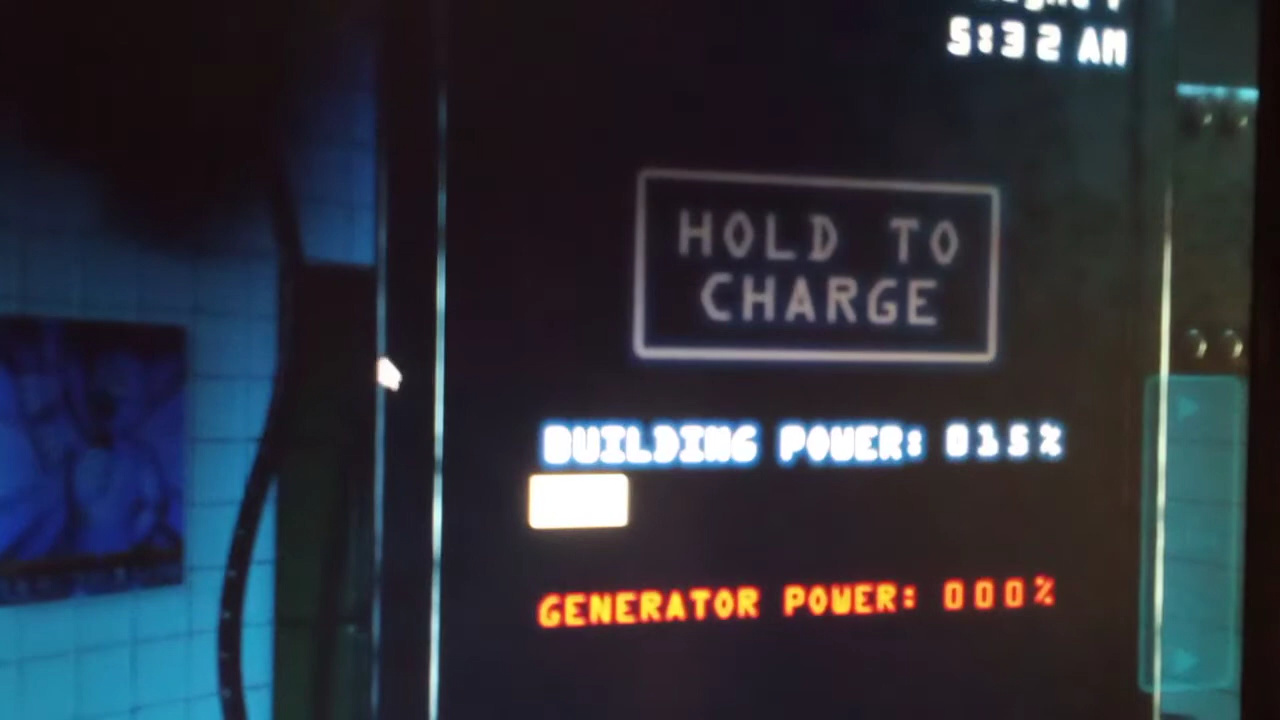 5:32 AM
HOLD TO
CHARGE
BUILDING POWER: 015%
GENERATOR POWER: 000%